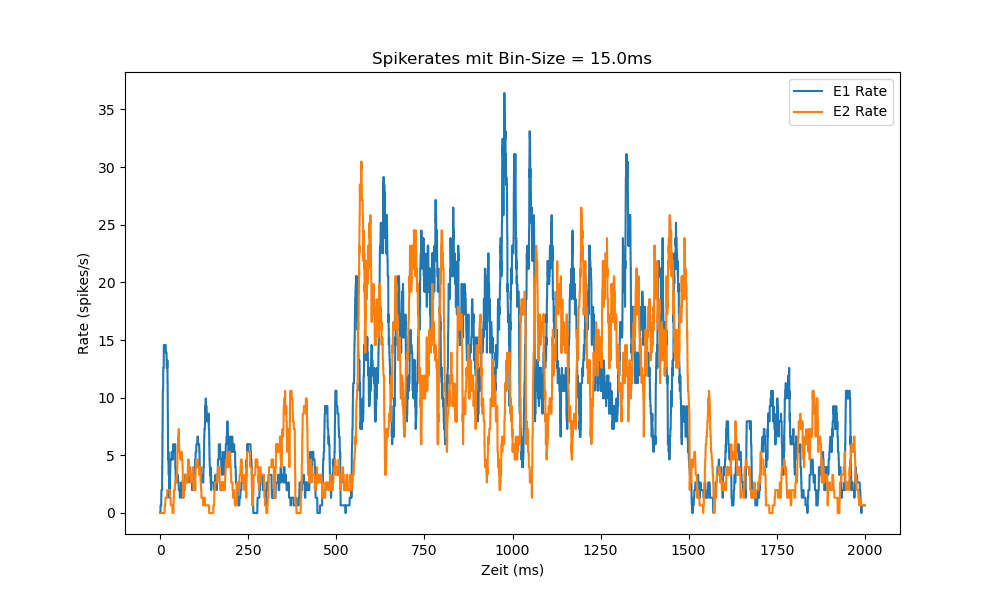 Spikerates mit Bin-Size = 15.0ms
E1 Rate
E2 Rate
Rate (spikes/s)
35
30
25
20
15
10
5
0
0 250 500 750 1000 1250 1500 1750 2000
Zeit (ms)